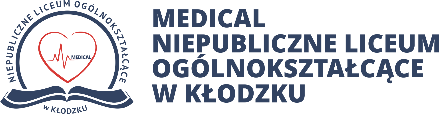 NIEPUBLICZNE LICEUM OGÓLNOKSZTAŁCĄCE
MEDICAL
W KŁODZKU
MEDICAL
NIEPUBLICZNE LICEUM
OGÓLNOKSZTAŁCĄCE
W KŁODZKU